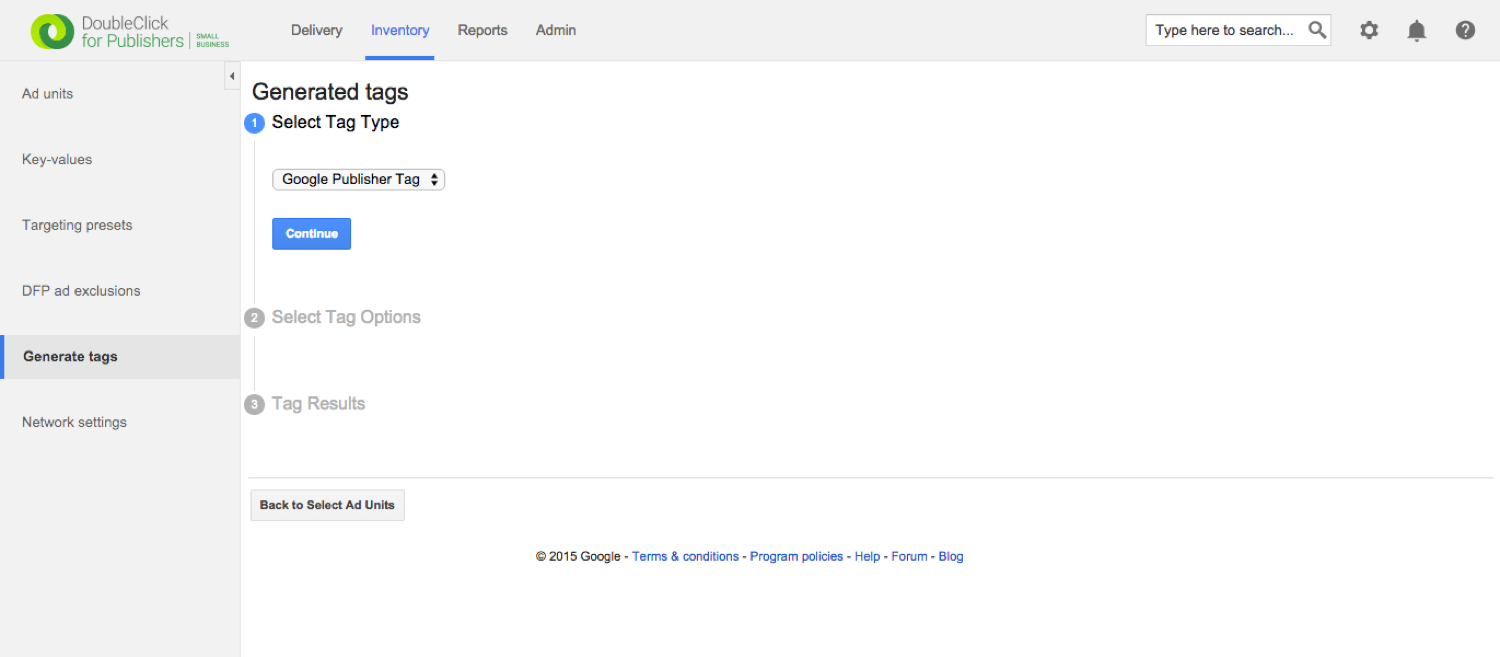 DoubleClick
for Publishers
SMALL
BUSINESS
Delivery
Inventory
Reports
Admin
Type here to search...
Ad units
Key-values
Targeting presets
DFP ad exclusions
Generate tags
Network settings
Generated tags
1 Select Tag Type
Google Publisher Tag
Continue
2 Select Tag Options
3 Tag Results
Back to Select Ad Units
© 2015 Google - Terms & conditions - Program policies - Help - Forum - Blog